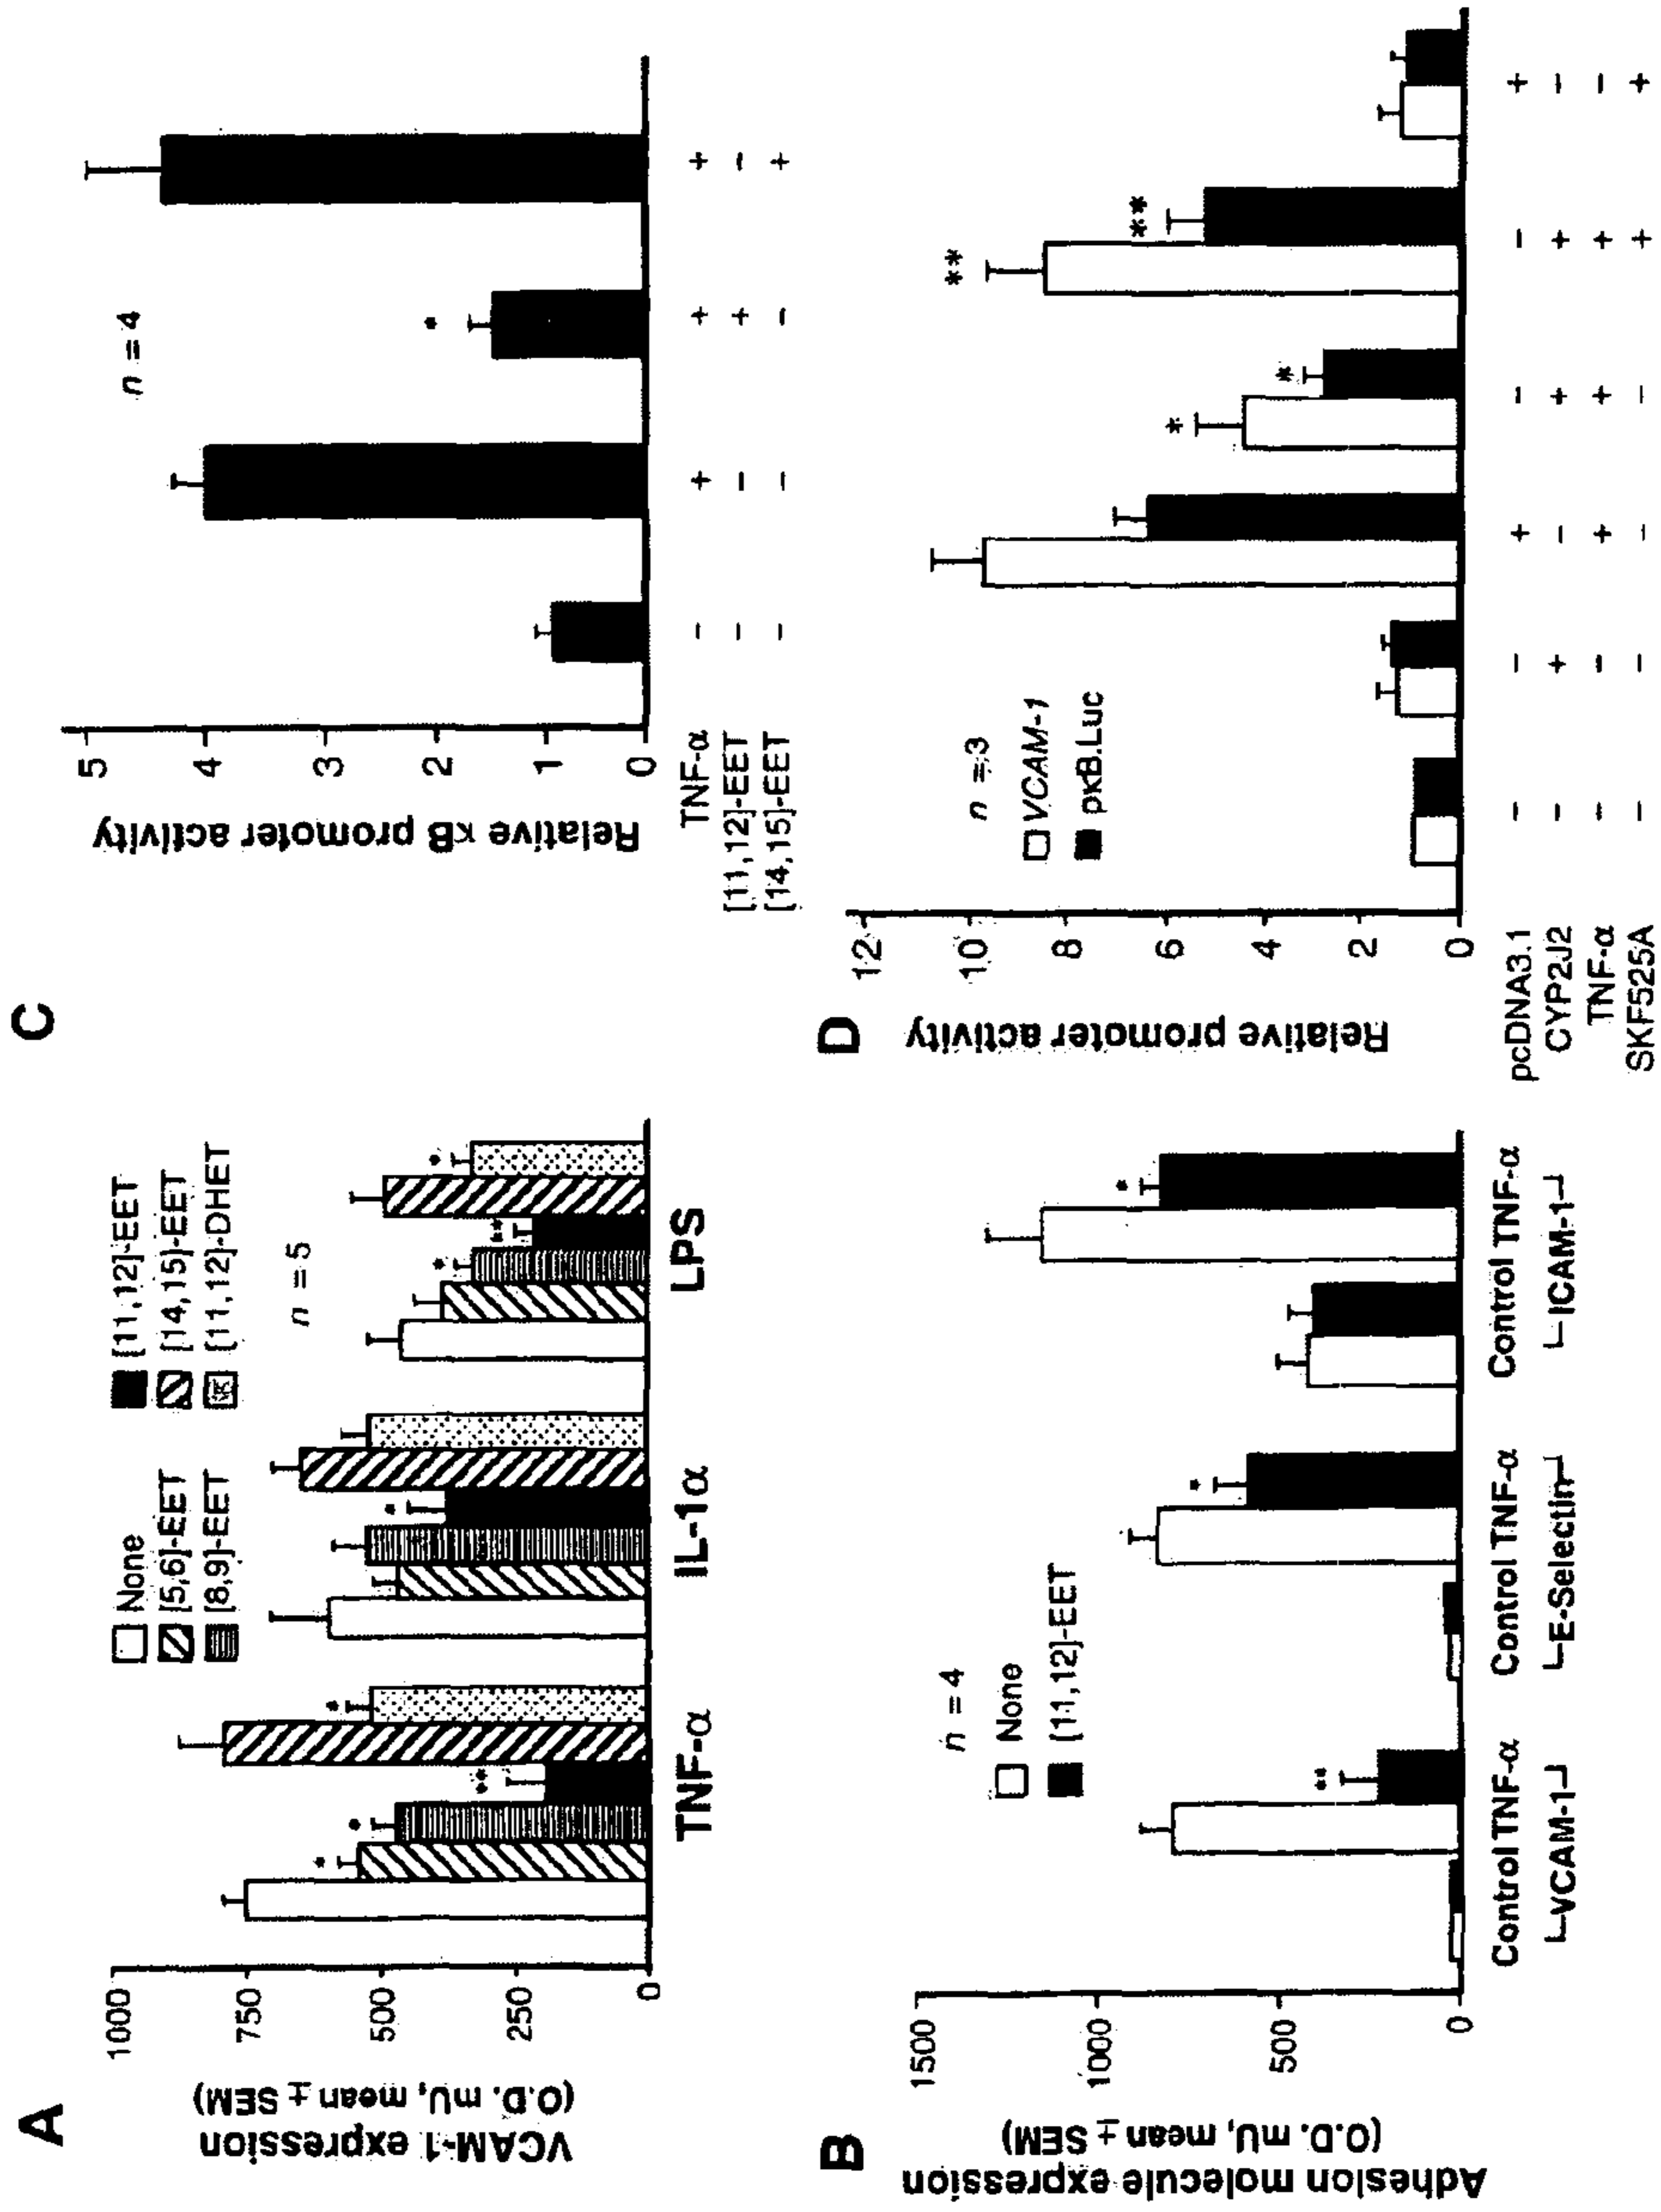 A
VCAM-1 expression
(O.D. mU, mean ± SEM)
1000
750
500
250
0
None
[5,6]-EET
[8,9]-EET
[11,12]-EET
[14,15]-EET
[11,12]-DHET
n = 5
* * ** *
*
* ** *
TNF-α IL-1α LPS
B
Adhesion molecule expression
(O.D. mU, mean ± SEM)
1500
1000
500
0
n = 4
None
[11,12]-EET
** * *
Control TNF-α Control TNF-α Control TNF-α
VCAM-1 E-Selectin ICAM-1
C
Relative κB promoter activity
5
4
3
2
1
0
n = 4
*
TNF-α − + + +
[11,12]-EET − − + −
[14,15]-EET − − − +
D
Relative promoter activity
12
10
8
6
4
2
0
n = 3
VCAM-1
pκB.Luc
* * ** **
pcDNA3.1 − − + − − +
CYP2J2 − + − + + −
TNF-α − − + + + −
SKF525A − − − − + +